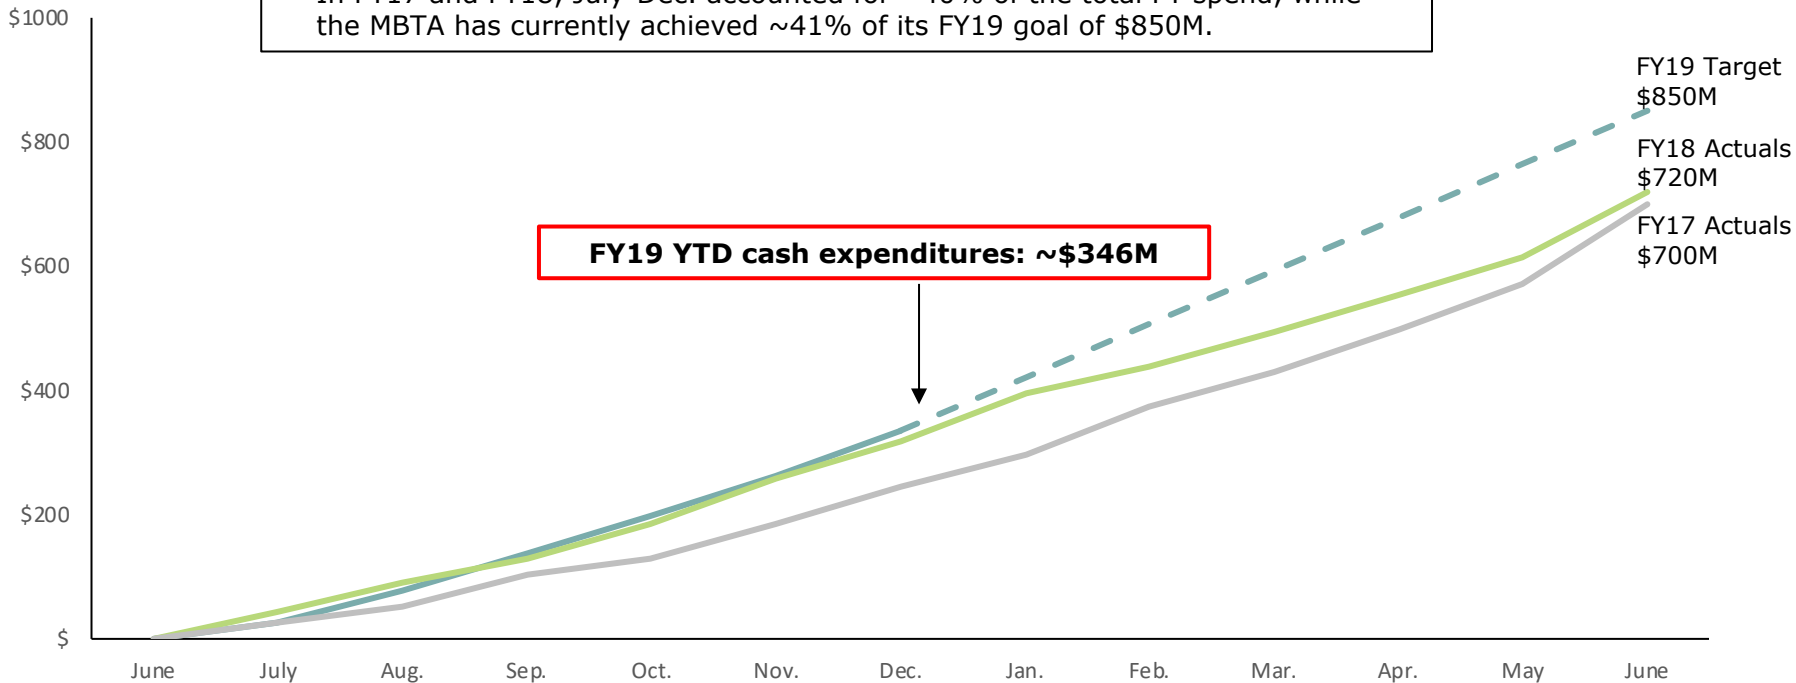 the MBTA has currently achieved ~41% of its FY19 goal of $850M.
$1000
$800
$600
$400
$200
$
FY19 Target
$850M
FY18 Actuals
$720M
FY17 Actuals
$700M
FY19 YTD cash expenditures: ~$346M
June July Aug. Sep. Oct. Nov. Dec. Jan. Feb. Mar. Apr. May June